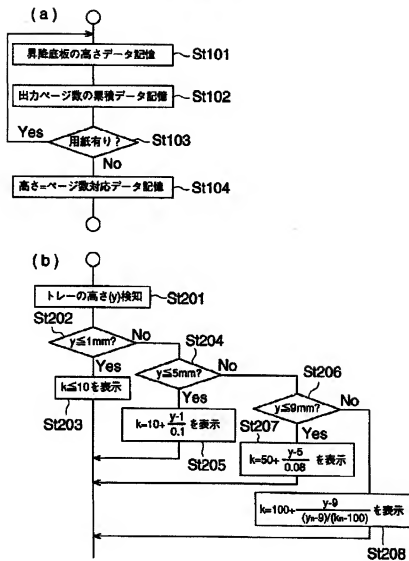 (a)
昇降底板の高さデータ記憶
St101
出力ページ数の累積データ記憶
St102
Yes
用紙有り?
St103
No
高さ=ページ数対応データ記憶
St104
(b)
トレーの高さ(y)検知
St201
St202
y≦1mm?
No
St204
Yes
y≦5mm?
No
St206
k≦10を表示
St203
Yes
y≦9mm?
No
k=10+(y-1)/0.1 を表示
St205
St207
Yes
k=50+(y-5)/0.08 を表示
k=100+(y-9)/((yn-9)/(kn-100)) を表示
St208